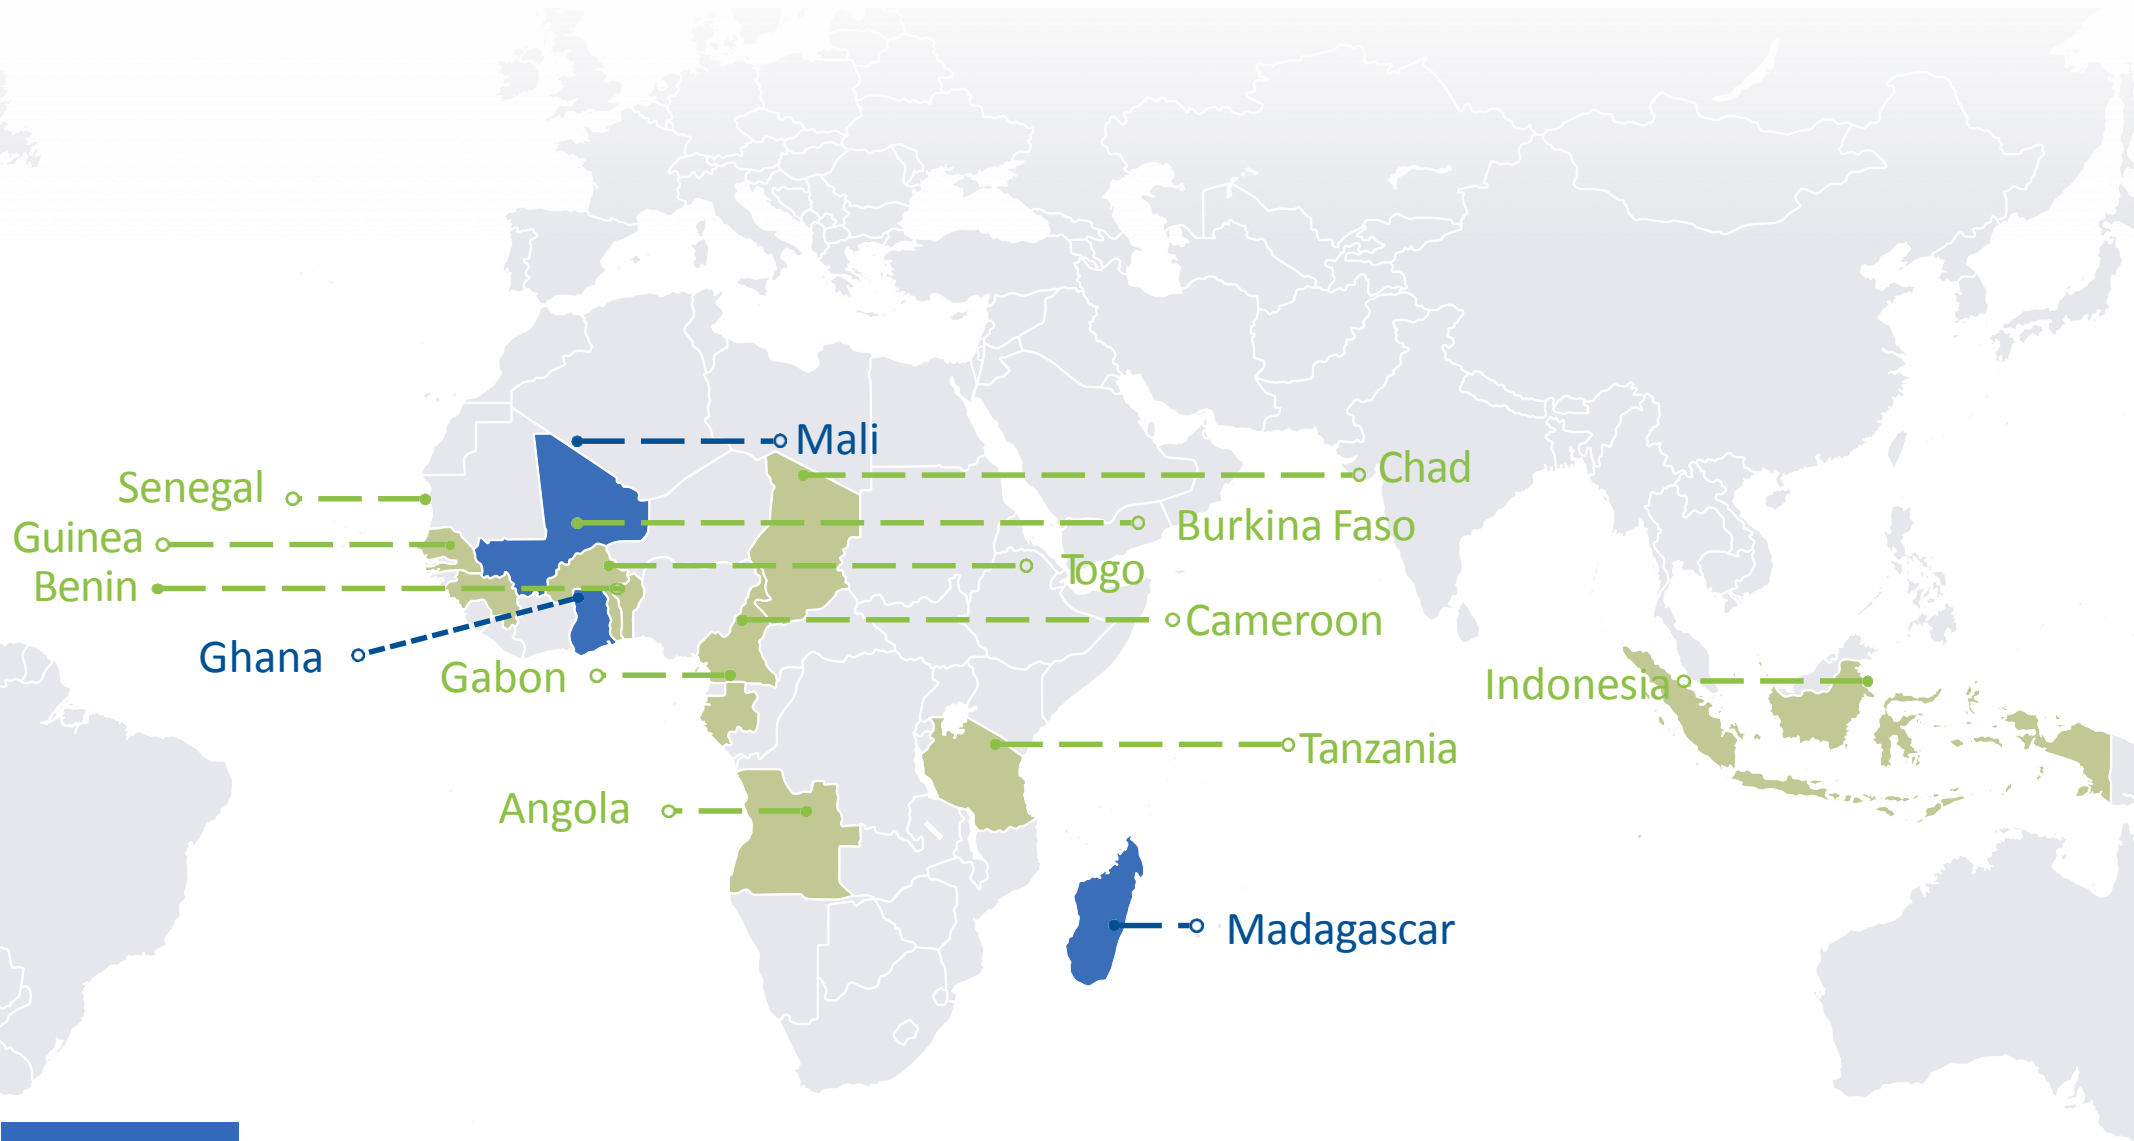 Mali
Chad
Senegal
Burkina Faso
Guinea
Togo
Benin
Cameroon
Ghana
Gabon
Indonesia
Tanzania
Angola
Madagascar